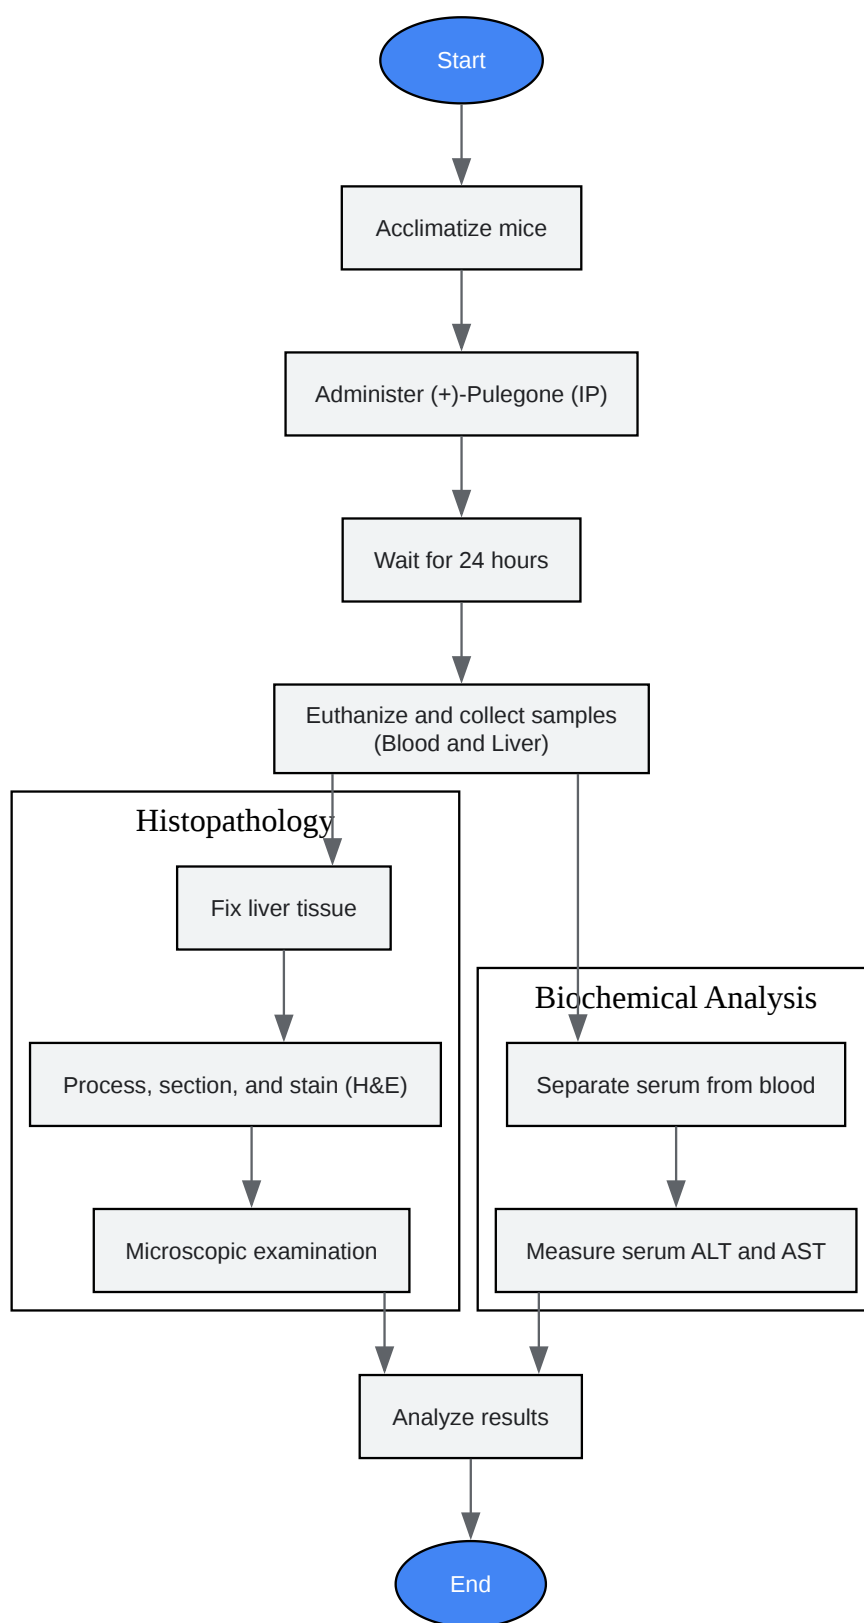 Start
Acclimatize mice
Administer (+)-Pulegone (IP)
Wait for 24 hours
Euthanize and collect samples
(Blood and Liver)
Histopathology
Fix liver tissue
Process, section, and stain (H&E)
Microscopic examination
Biochemical Analysis
Separate serum from blood
Measure serum ALT and AST
Analyze results
End